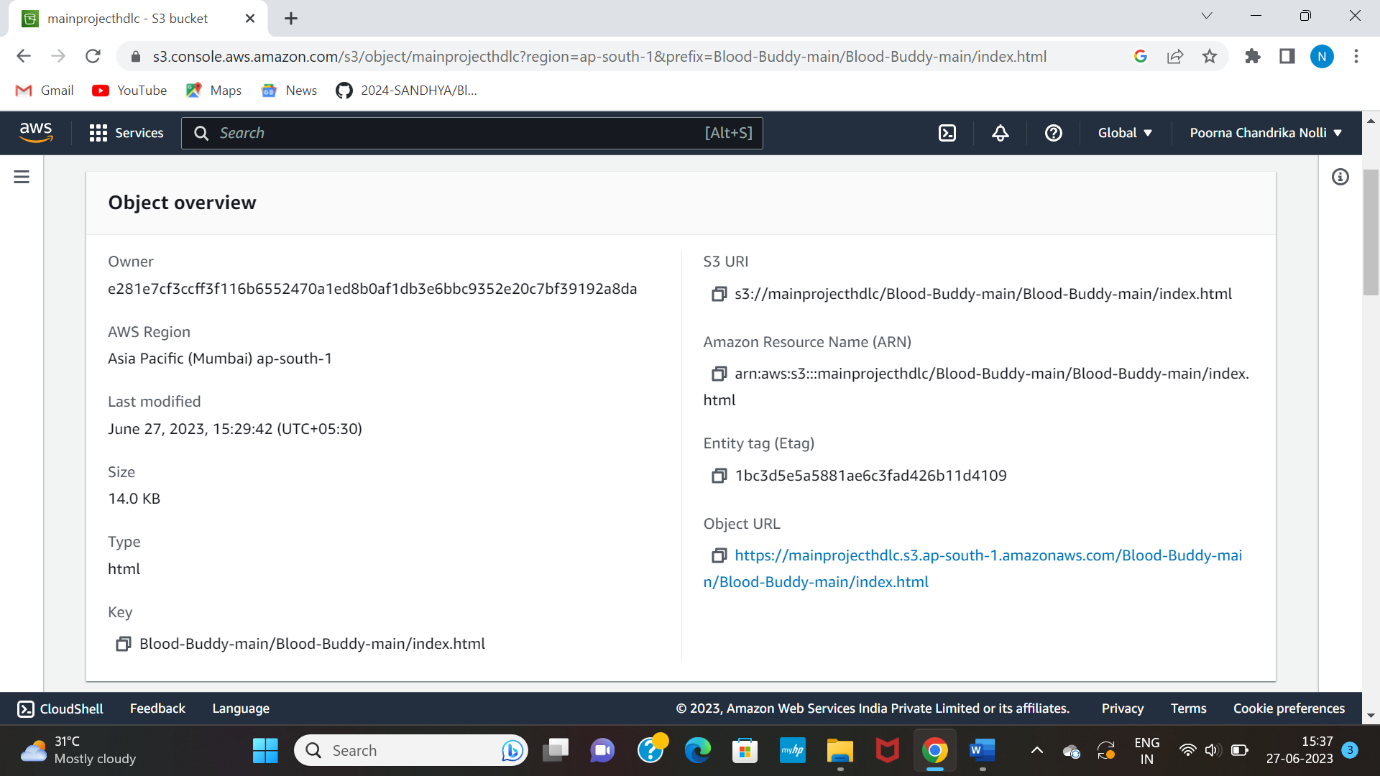 mainprojecthdlc - S3 bucket
s3.console.aws.amazon.com/s3/object/mainprojecthdlc?region=ap-south-1&prefix=Blood-Buddy-main/Blood-Buddy-main/index.html
N
Gmail YouTube Maps News 2024-SANDHYA/Bl...
aws Services Search [Alt+S] Global Poorna Chandrika Nolli
Object overview
Owner
e281e7cf3ccff3f116b6552470a1ed8b0af1db3e6bbc9352e20c7bf39192a8da
AWS Region
Asia Pacific (Mumbai) ap-south-1
Last modified
June 27, 2023, 15:29:42 (UTC+05:30)
Size
14.0 KB
Type
html
Key
Blood-Buddy-main/Blood-Buddy-main/index.html
S3 URI
s3://mainprojecthdlc/Blood-Buddy-main/Blood-Buddy-main/index.html
Amazon Resource Name (ARN)
arn:aws:s3:::mainprojecthdlc/Blood-Buddy-main/Blood-Buddy-main/index.
html
Entity tag (Etag)
1bc3d5e5a5881ae6c3fad426b11d4109
Object URL
https://mainprojecthdlc.s3.ap-south-1.amazonaws.com/Blood-Buddy-mai
n/Blood-Buddy-main/index.html
CloudShell Feedback Language © 2023, Amazon Web Services India Private Limited or its affiliates. Privacy Terms Cookie preferences
31°C
Mostly cloudy
Search
myhp
ENG
IN
15:37
27-06-2023
3